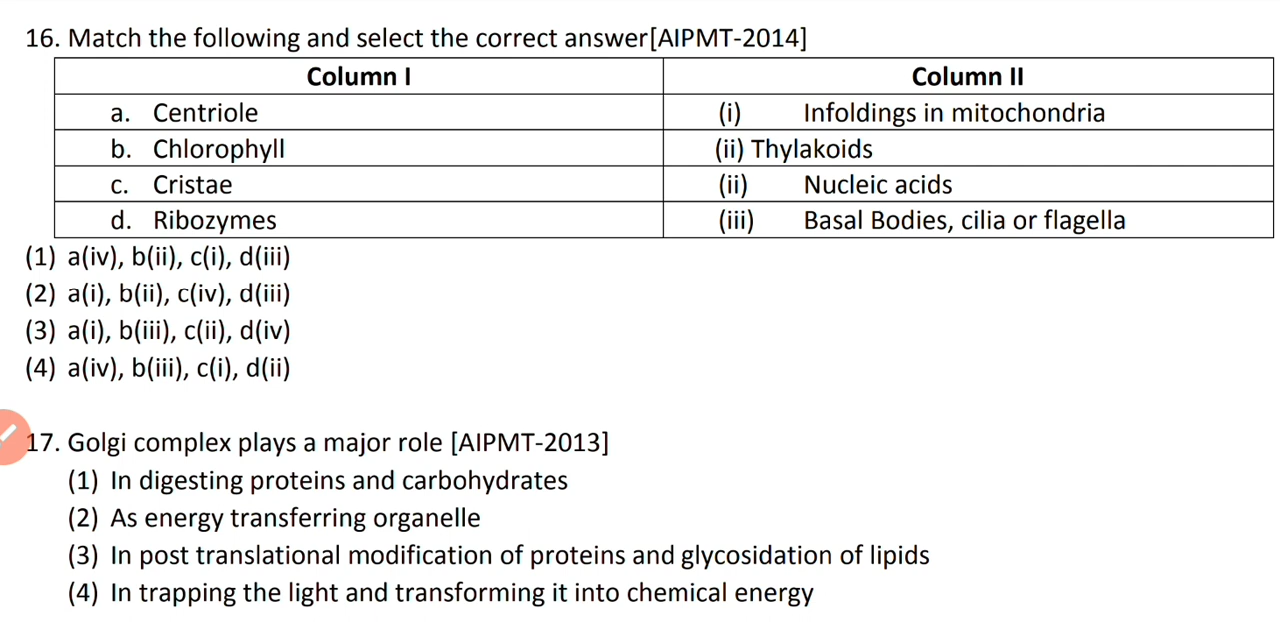 16. Match the following and select the correct answer[AIPMT-2014]
Column I Column II
a. Centriole (i) Infoldings in mitochondria
b. Chlorophyll (ii) Thylakoids
c. Cristae (ii) Nucleic acids
d. Ribozymes (iii) Basal Bodies, cilia or flagella
(1) a(iv), b(ii), c(i), d(iii)
(2) a(i), b(ii), c(iv), d(iii)
(3) a(i), b(iii), c(ii), d(iv)
(4) a(iv), b(iii), c(i), d(ii)
17. Golgi complex plays a major role [AIPMT-2013]
(1) In digesting proteins and carbohydrates
(2) As energy transferring organelle
(3) In post translational modification of proteins and glycosidation of lipids
(4) In trapping the light and transforming it into chemical energy